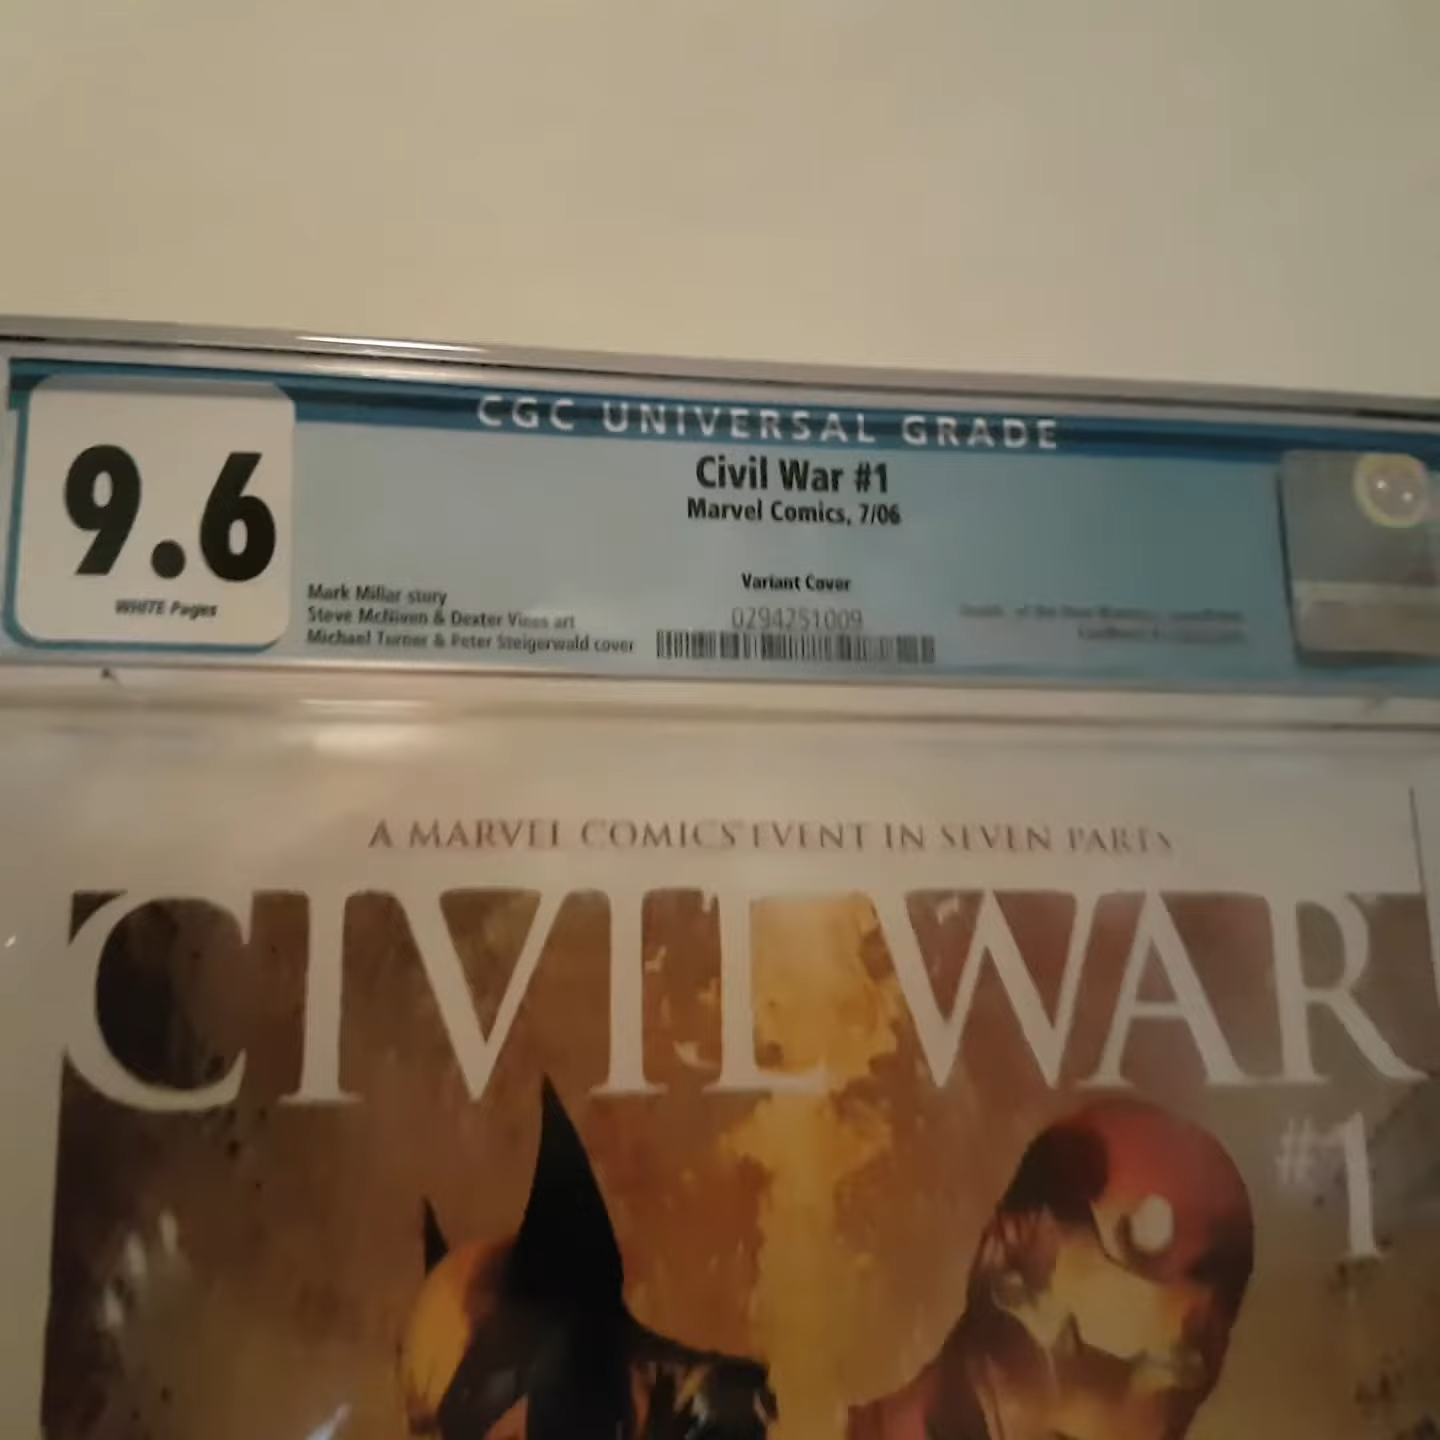 CGC UNIVERSAL GRADE
9.6
WHITE Pages
Civil War #1
Marvel Comics, 7/06
Variant Cover
0294251009
Mark Millar story
Steve McNiven & Dexter Vines art
Michael Turner & Peter Steigerwald cover
A MARVEL COMICS EVENT IN SEVEN PARTS
CIVIL WAR
#1